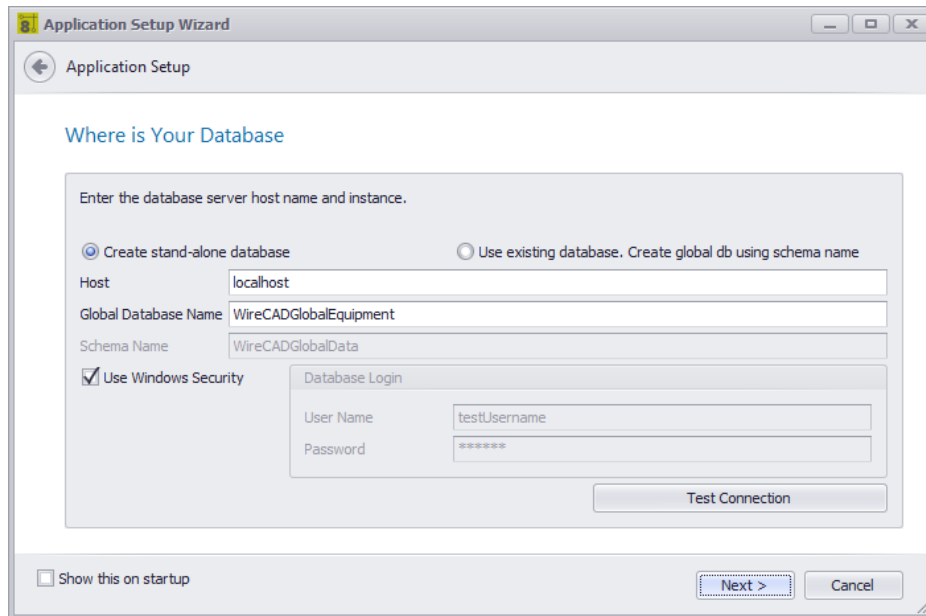 8 Application Setup Wizard
Application Setup
Where is Your Database
Enter the database server host name and instance.
Create stand-alone database Use existing database. Create global db using schema name
Host localhost
Global Database Name WireCADGlobalEquipment
Schema Name WireCADGlobalData
Use Windows Security Database Login
User Name testUsername
Password ******
Test Connection
Show this on startup Next > Cancel